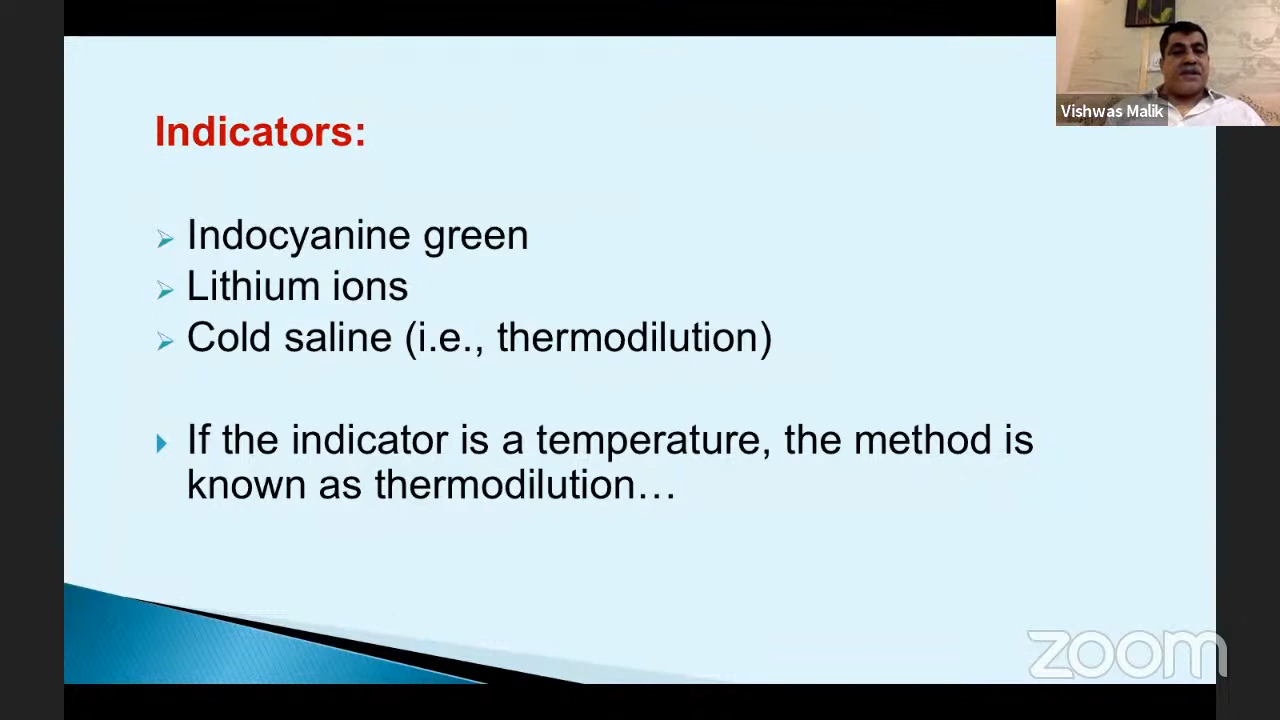 Vishwas Malik
Indicators:
Indocyanine green
Lithium ions
Cold saline (i.e., thermodilution)
If the indicator is a temperature, the method is
known as thermodilution…
zoom